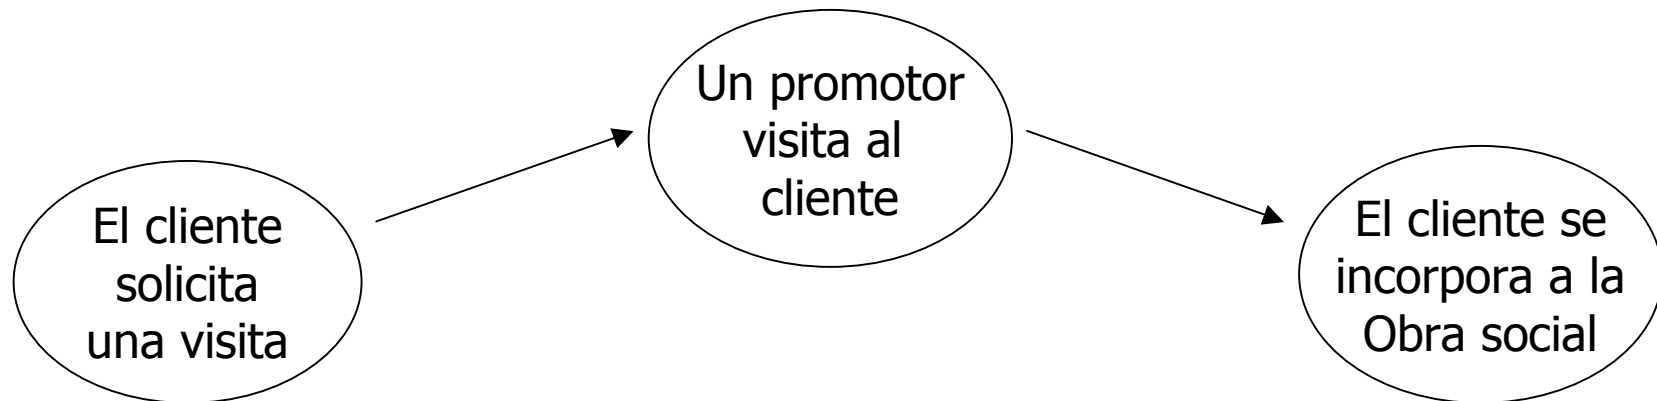 El cliente
solicita
una visita
Un promotor
visita al
cliente
El cliente se
incorpora a la
Obra social